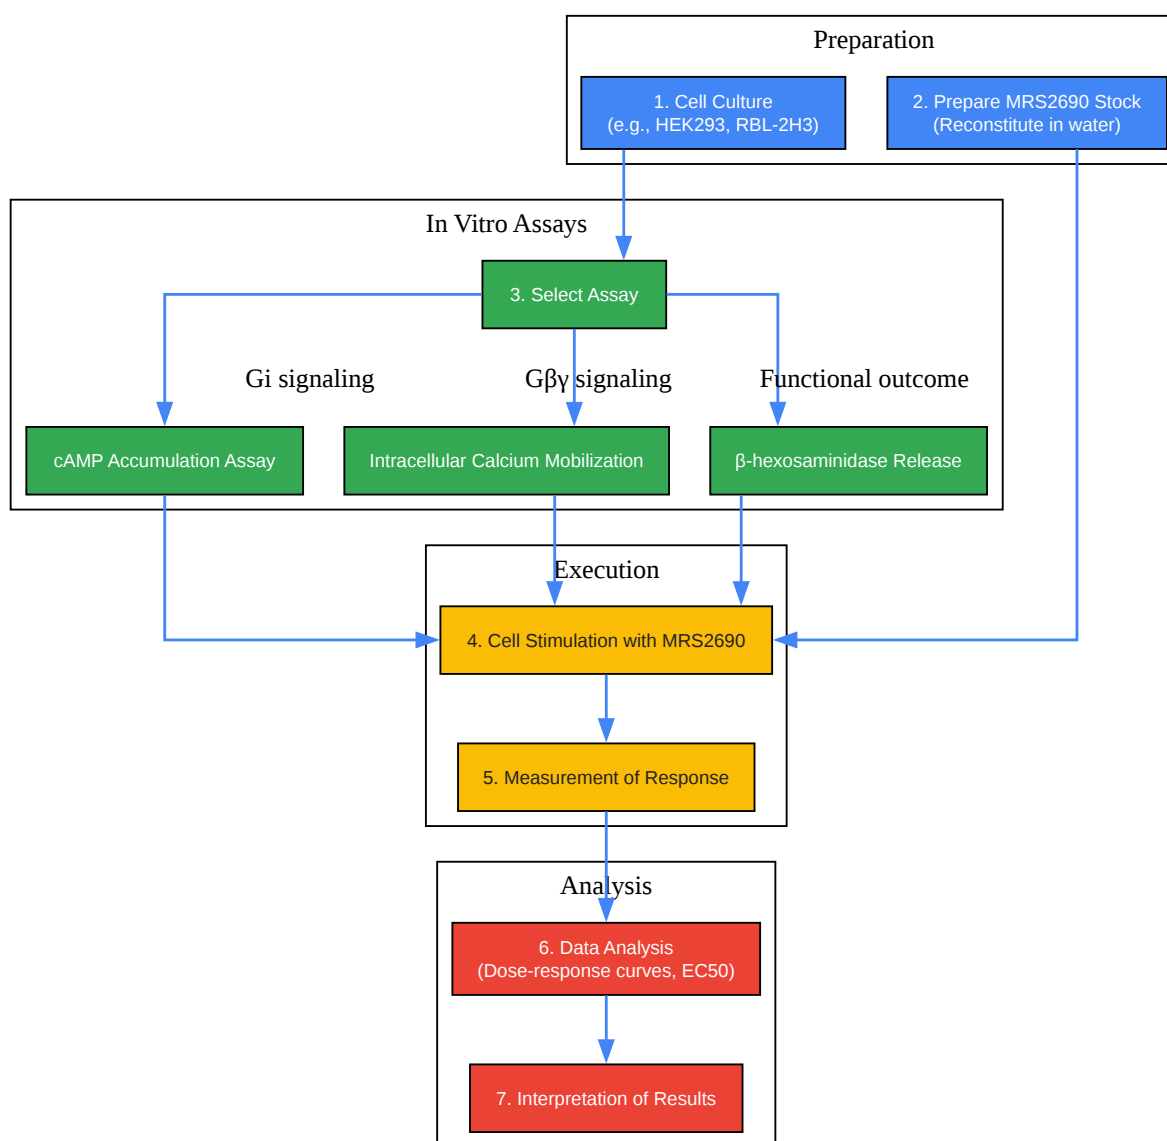 Preparation
1. Cell Culture
(e.g., HEK293, RBL-2H3)
2. Prepare MRS2690 Stock
(Reconstitute in water)
In Vitro Assays
3. Select Assay
Gi signaling
Gβγ signaling
Functional outcome
cAMP Accumulation Assay
Intracellular Calcium Mobilization
β-hexosaminidase Release
Execution
4. Cell Stimulation with MRS2690
5. Measurement of Response
Analysis
6. Data Analysis
(Dose-response curves, EC50)
7. Interpretation of Results